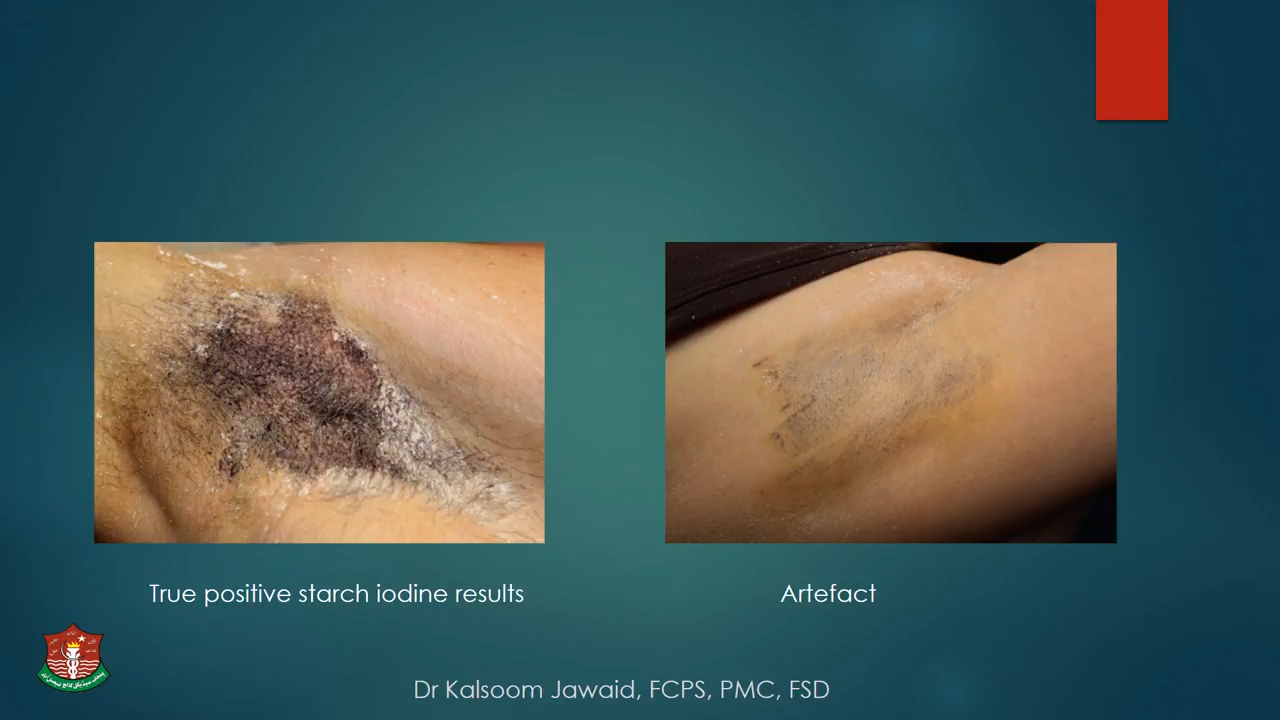 True positive starch iodine results
Artefact
Dr Kalsoom Jawaid, FCPS, PMC, FSD